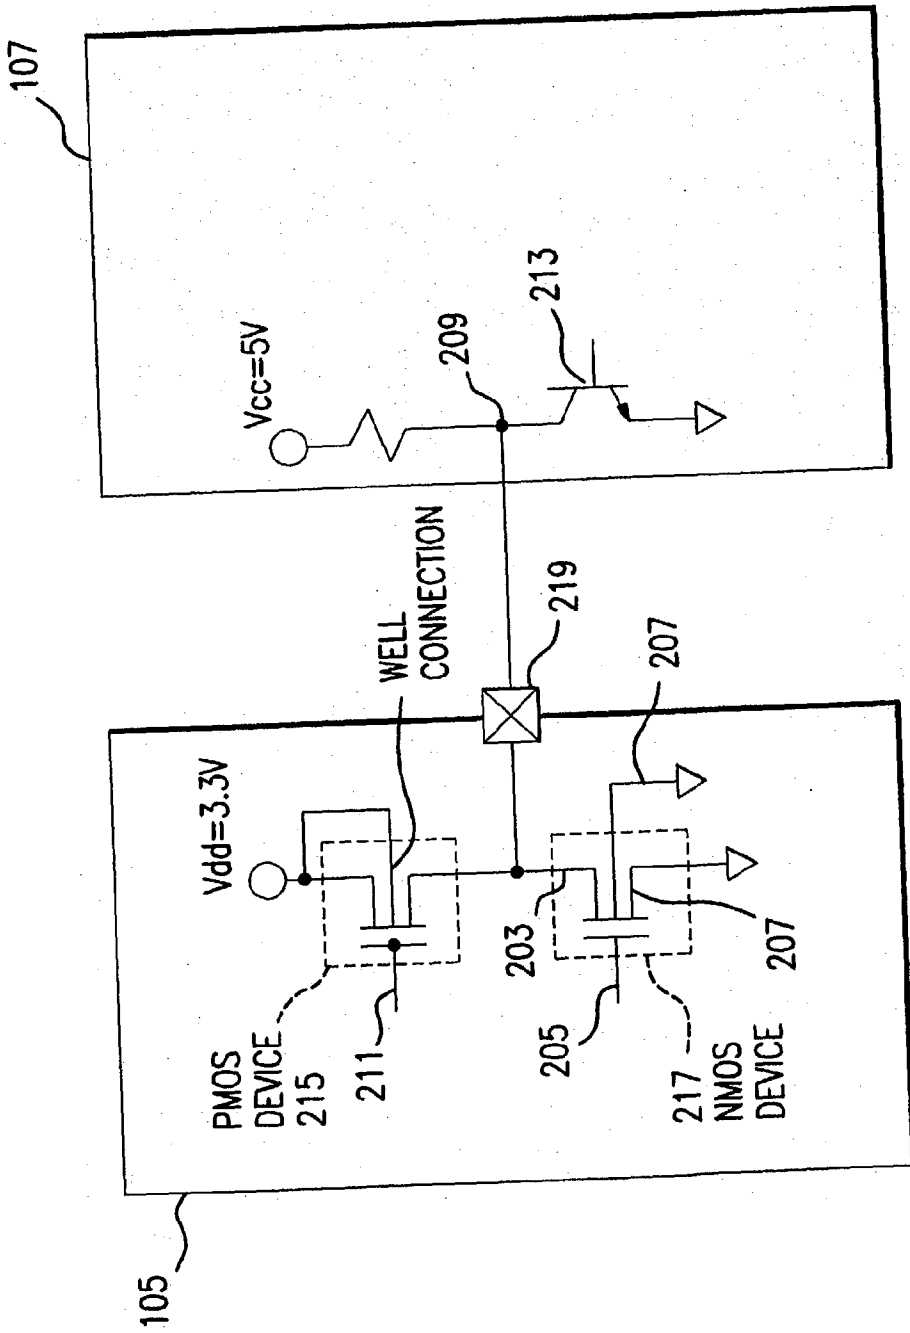 105
107
Vdd=3.3V
Vcc=5V
PMOS
DEVICE
215
211
WELL
CONNECTION
209
213
203
219
205
207
207
217
NMOS
DEVICE